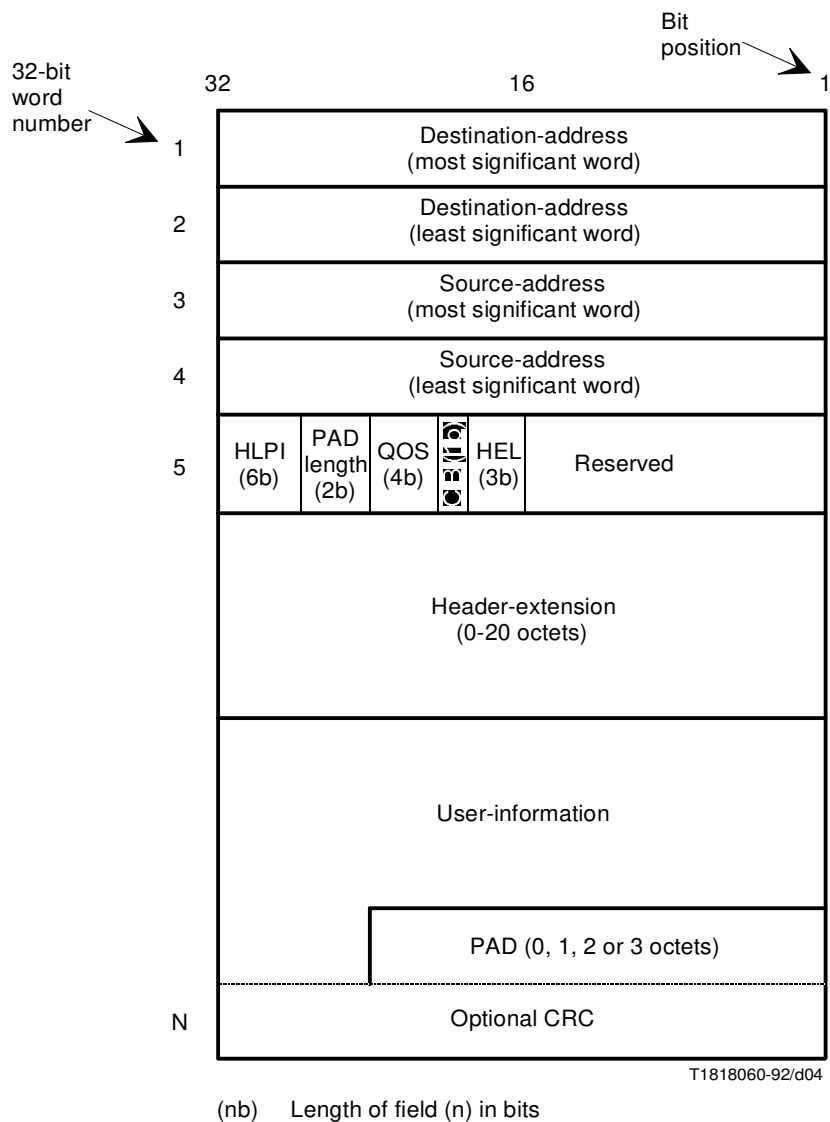 Bit
position
32-bit
word
number
32 16 1
1 Destination-address
(most significant word)
2 Destination-address
(least significant word)
3 Source-address
(most significant word)
4 Source-address
(least significant word)
5 HLPI
(6b)
PAD
length
(2b)
QOS
(4b)
HEL
(3b)
Reserved
Header-extension
(0-20 octets)
User-information
PAD (0, 1, 2 or 3 octets)
N Optional CRC
T1818060-92/d04
(nb) Length of field (n) in bits